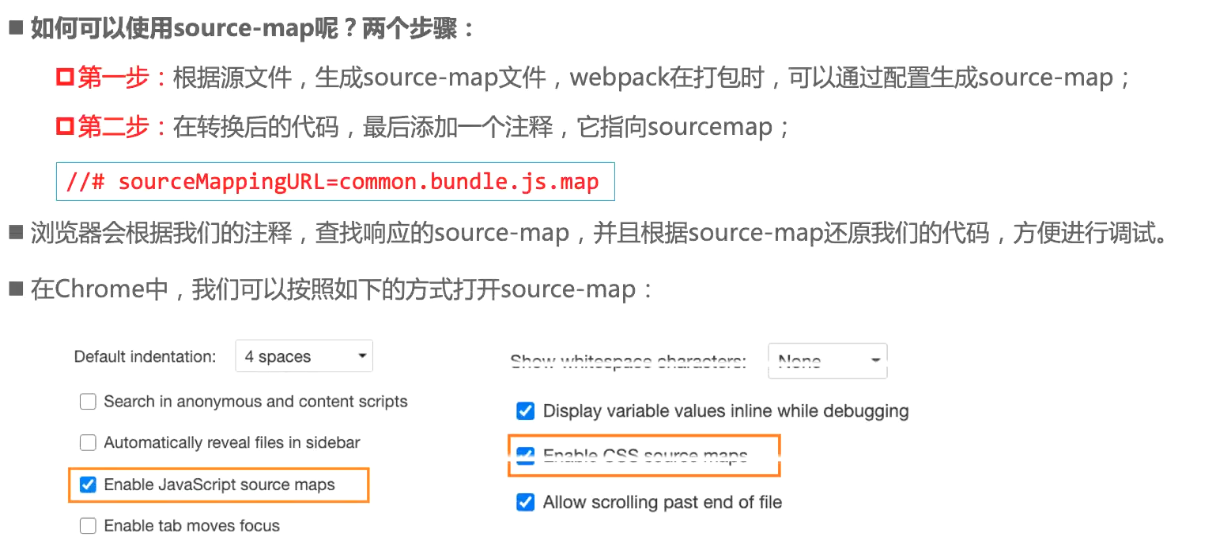 如何可以使用source-map呢？两个步骤：
第一步：根据源文件，生成source-map文件，webpack在打包时，可以通过配置生成source-map；
第二步：在转换后的代码，最后添加一个注释，它指向sourcemap；
//# sourceMappingURL=common.bundle.js.map
浏览器会根据我们的注释，查找响应的source-map，并且根据source-map还原我们的代码，方便进行调试。
在Chrome中，我们可以按照如下的方式打开source-map：
Default indentation: 4 spaces
Search in anonymous and content scripts
Automatically reveal files in sidebar
Enable JavaScript source maps
Enable tab moves focus
Show whitespace characters: None
Display variable values inline while debugging
Enable CSS source maps
Allow scrolling past end of file